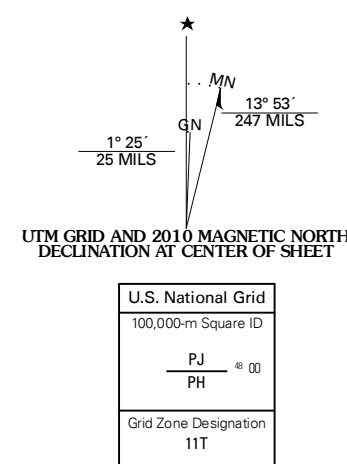 ★
MN
GN
13° 53´
247 MILS
1° 25´
25 MILS
UTM GRID AND 2010 MAGNETIC NORTH
DECLINATION AT CENTER OF SHEET
U.S. National Grid
100,000-m Square ID
PJ
PH
48 00
Grid Zone Designation
11T